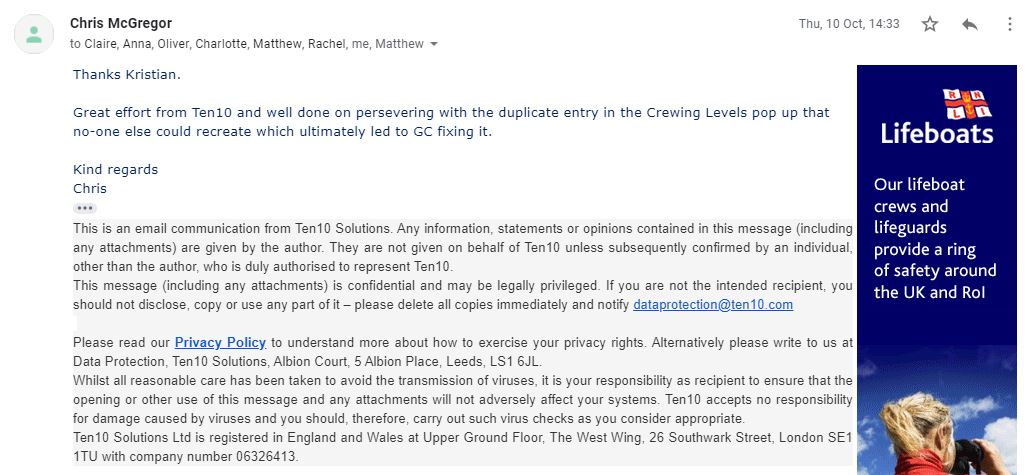 Chris McGregor
Thu, 10 Oct, 14:33
to Claire, Anna, Oliver, Charlotte, Matthew, Rachel, me, Matthew
Thanks Kristian.
Great effort from Ten10 and well done on persevering with the duplicate entry in the Crewing Levels pop up that
no-one else could recreate which ultimately led to GC fixing it.
Kind regards
Chris
This is an email communication from Ten10 Solutions. Any information, statements or opinions contained in this message (including
any attachments) are given by the author. They are not given on behalf of Ten10 unless subsequently confirmed by an individual,
other than the author, who is duly authorised to represent Ten10.
This message (including any attachments) is confidential and may be legally privileged. If you are not the intended recipient, you
should not disclose, copy or use any part of it – please delete all copies immediately and notify dataprotection@ten10.com
Please read our Privacy Policy to understand more about how to exercise your privacy rights. Alternatively please write to us at
Data Protection, Ten10 Solutions, Albion Court, 5 Albion Place, Leeds, LS1 6JL.
Whilst all reasonable care has been taken to avoid the transmission of viruses, it is your responsibility as recipient to ensure that the
opening or other use of this message and any attachments will not adversely affect your systems. Ten10 accepts no responsibility
for damage caused by viruses and you should, therefore, carry out such virus checks as you consider appropriate.
Ten10 Solutions Ltd is registered in England and Wales at Upper Ground Floor, The West Wing, 26 Southwark Street, London SE1
1TU with company number 06326413.
RN
LI
Lifeboats
Our lifeboat
crews and
lifeguards
provide a ring
of safety around
the UK and RoI